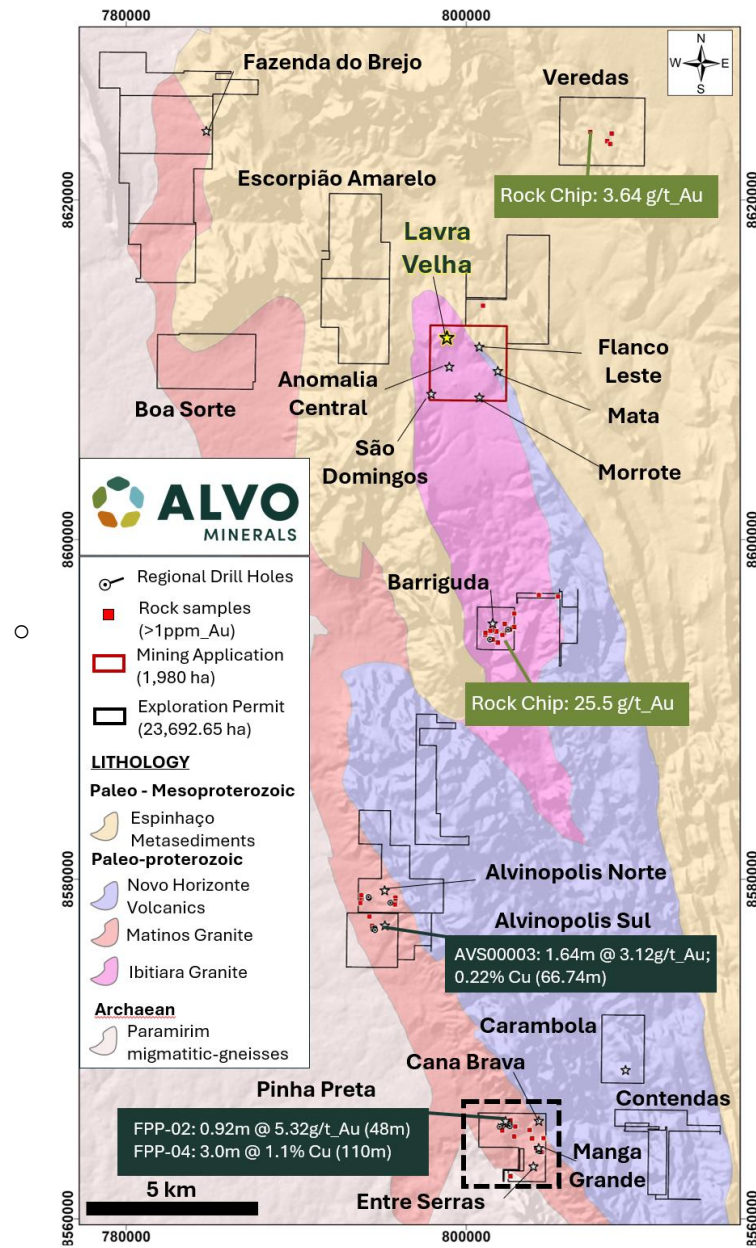 780000
800000
Fazenda do Brejo
Veredas
N
W E
S
8620000
8620000
Rock Chip: 3.64 g/t_Au
Escorpião Amarelo
Lavra
Velha
Flanco
Leste
Anomalia
Central
Mata
Boa Sorte
São
Domingos
Morrote
ALVO
MINERALS
8600000
8600000
Regional Drill Holes
Rock samples
(>1ppm_Au)
Mining Application
(1,980 ha)
Exploration Permit
(23,692.65 ha)
LITHOLOGY
Paleo - Mesoproterozoic
Espinhaço
Metasediments
Paleo-proterozoic
Novo Horizonte
Volcanics
Matinos Granite
Ibitiara Granite
Archaean
Paramirim
migmatitic-gneisses
Barriguda
Rock Chip: 25.5 g/t_Au
8580000
8580000
Alvinopolis Norte
Alvinopolis Sul
AVS00003: 1.64m @ 3.12g/t_Au;
0.22% Cu (66.74m)
Carambola
Cana Brava
Pinha Preta
Contendas
FPP-02: 0.92m @ 5.32g/t_Au (48m)
FPP-04: 3.0m @ 1.1% Cu (110m)
Manga
Grande
Entre Serras
5 km
8560000
8560000
780000
800000